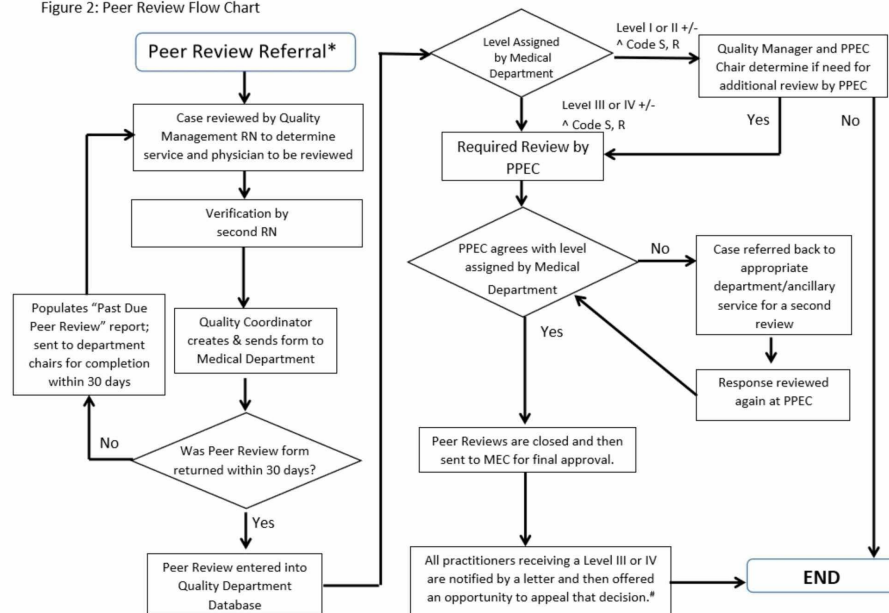 Figure 2: Peer Review Flow Chart
Peer Review Referral*
Case reviewed by Quality
Management RN to determine
service and physician to be reviewed
Verification by
second RN
Populates “Past Due
Peer Review” report;
sent to department
chairs for completion
within 30 days
Quality Coordinator
creates & sends form to
Medical Department
No
Was Peer Review form
returned within 30 days?
Yes
Peer Review entered into
Quality Department
Database
Level Assigned
by Medical
Department
Level I or II +/-
^ Code S, R
Quality Manager and PPEC
Chair determine if need for
additional review by PPEC
Level III or IV +/-
^ Code S, R
Yes
No
Required Review by
PPEC
PPEC agrees with level
assigned by Medical
Department
No
Case referred back to
appropriate
department/ancillary
service for a second
review
Yes
Response reviewed
again at PPEC
Peer Reviews are closed and then
sent to MEC for final approval.
All practitioners receiving a Level III or IV
are notified by a letter and then offered
an opportunity to appeal that decision.#
END